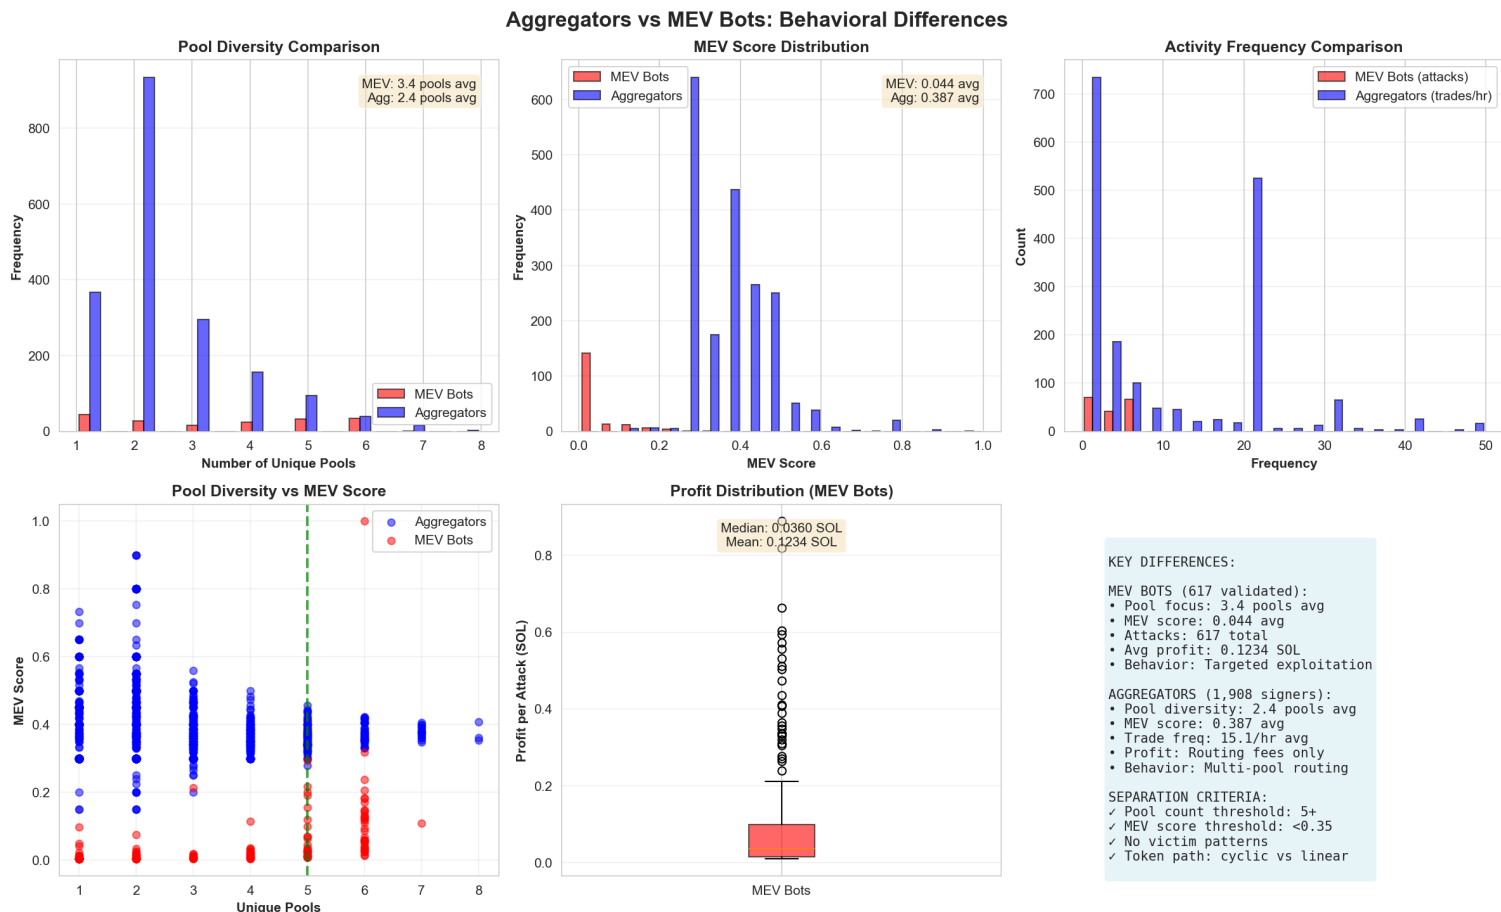 Aggregators vs MEV Bots: Behavioral Differences
Pool Diversity Comparison
MEV: 3.4 pools avg
Agg: 2.4 pools avg
Frequency
800
600
400
200
0
MEV Bots
Aggregators
1 2 3 4 5 6 7 8
Number of Unique Pools
MEV Score Distribution
MEV Bots
Aggregators
MEV: 0.044 avg
Agg: 0.387 avg
Frequency
600
500
400
300
200
100
0
0.0 0.2 0.4 0.6 0.8 1.0
MEV Score
Activity Frequency Comparison
MEV Bots (attacks)
Aggregators (trades/hr)
Count
700
600
500
400
300
200
100
0
0 10 20 30 40 50
Frequency
Pool Diversity vs MEV Score
Aggregators
MEV Bots
MEV Score
1.0
0.8
0.6
0.4
0.2
0.0
1 2 3 4 5 6 7 8
Unique Pools
Profit Distribution (MEV Bots)
Median: 0.0360 SOL
Mean: 0.1234 SOL
Profit per Attack (SOL)
0.8
0.6
0.4
0.2
0.0
MEV Bots
KEY DIFFERENCES:
MEV BOTS (617 validated):
• Pool focus: 3.4 pools avg
• MEV score: 0.044 avg
• Attacks: 617 total
• Avg profit: 0.1234 SOL
• Behavior: Targeted exploitation
AGGREGATORS (1,908 signers):
• Pool diversity: 2.4 pools avg
• MEV score: 0.387 avg
• Trade freq: 15.1/hr avg
• Profit: Routing fees only
• Behavior: Multi-pool routing
SEPARATION CRITERIA:
✓ Pool count threshold: 5+
✓ MEV score threshold: <0.35
✓ No victim patterns
✓ Token path: cyclic vs linear